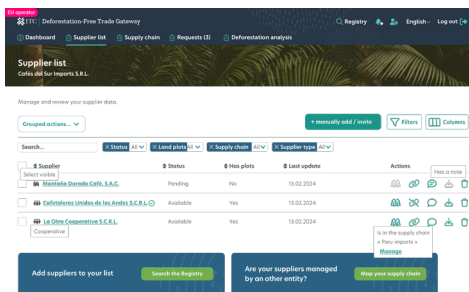 EU operator
ITC Deforestation-Free Trade Gateway
Registry
English
Log out
Dashboard
Supplier list
Supply chain
Requests (3)
Deforestation analysis
Supplier list
Cafés del Sur Imports S.R.L.
Manage and review your supplier data.
Grouped actions...
+ manually add / invite
Filters
Columns
Search...
× Status All
× Land plots All
× Supply chain All
× Supplier type All
Supplier
Status
Has plots
Last update
Actions
Select visible
Has a note
Montaña Dorada Café, S.A.C.
Pending
No
13.02.2024
Cafetaleros Unidos de los Andes S.C.R.L.
Available
Yes
13.02.2024
La Otra Cooperativa S.C.R.L.
Available
Yes
13.02.2024
Cooperative
Is in the supply chain
« Peru imports »
Manage
Add suppliers to your list
Search the Registry
Are your suppliers managed
by an other entity?
Map your supply chain